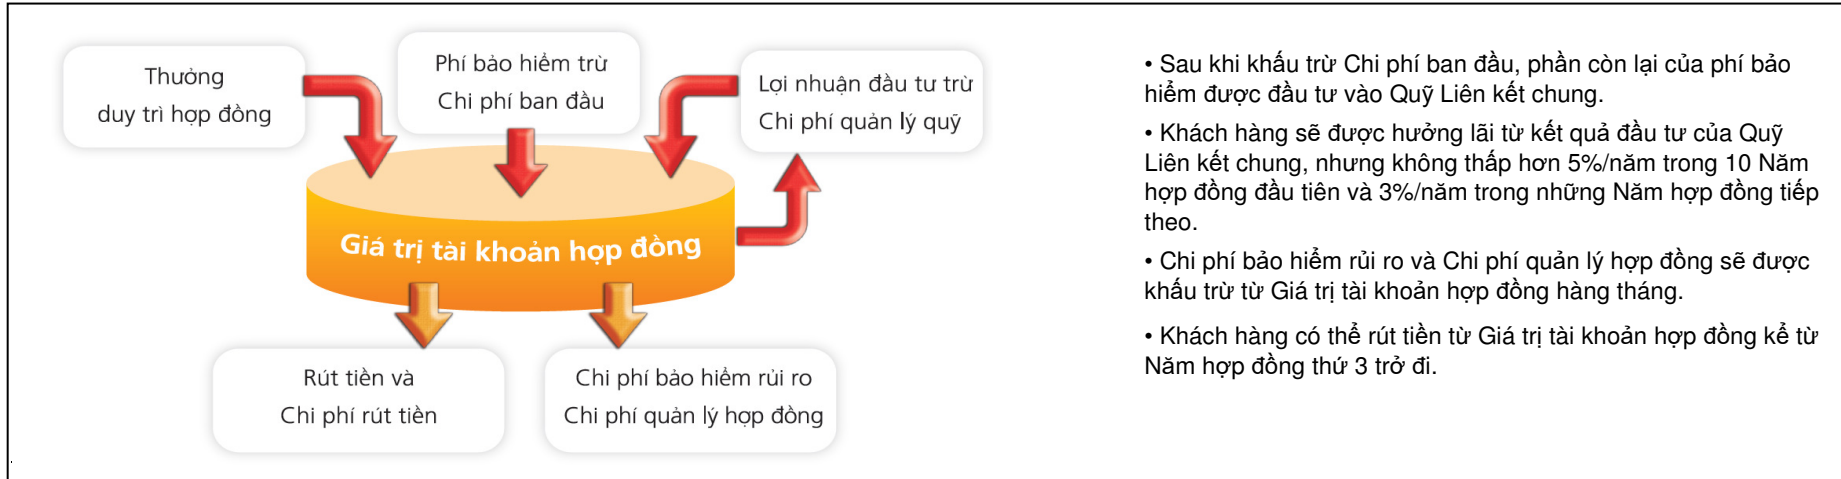 Thưởng
duy trì hợp đồng
Phí bảo hiểm trừ
Chi phí ban đầu
Lợi nhuận đầu tư trừ
Chi phí quản lý quỹ
Giá trị tài khoản hợp đồng
Rút tiền và
Chi phí rút tiền
Chi phí bảo hiểm rủi ro
Chi phí quản lý hợp đồng
• Sau khi khấu trừ Chi phí ban đầu, phần còn lại của phí bảo
hiểm được đầu tư vào Quỹ Liên kết chung.
• Khách hàng sẽ được hưởng lãi từ kết quả đầu tư của Quỹ
Liên kết chung, nhưng không thấp hơn 5%/năm trong 10 Năm
hợp đồng đầu tiên và 3%/năm trong những Năm hợp đồng tiếp
theo.
• Chi phí bảo hiểm rủi ro và Chi phí quản lý hợp đồng sẽ được
khấu trừ từ Giá trị tài khoản hợp đồng hàng tháng.
• Khách hàng có thể rút tiền từ Giá trị tài khoản hợp đồng kể từ
Năm hợp đồng thứ 3 trở đi.